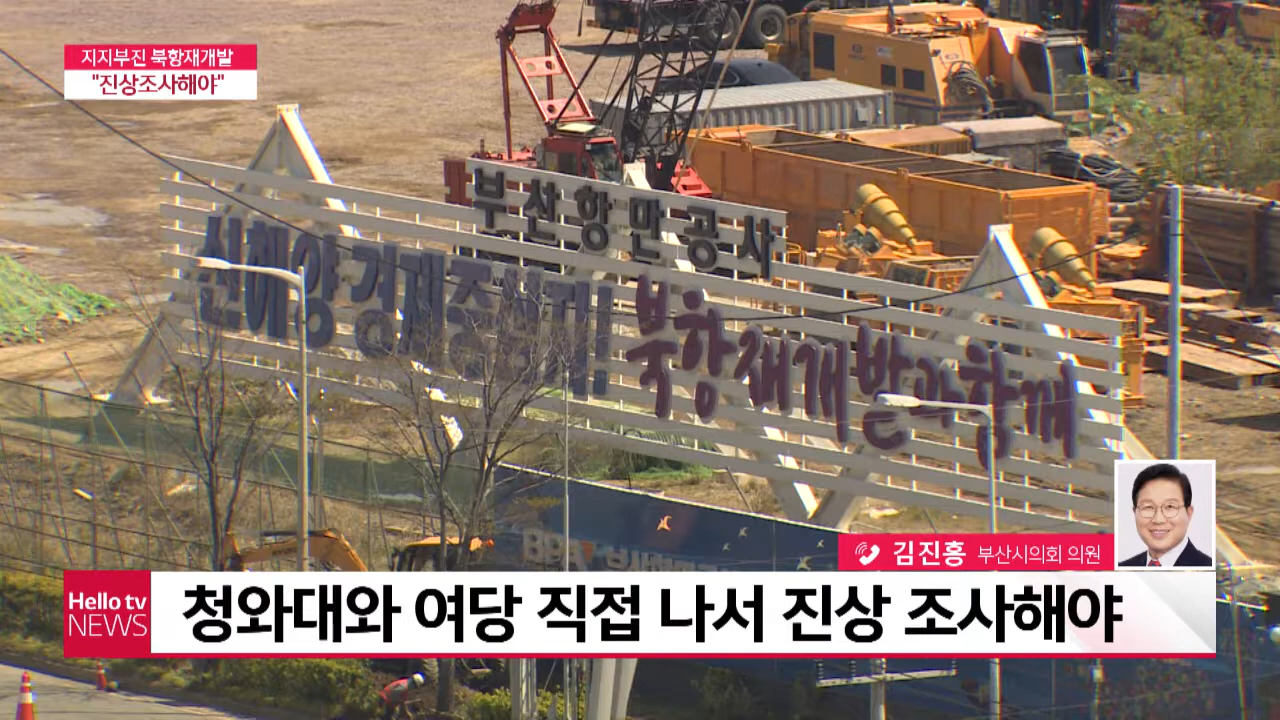 지지부진 북항재개발
"진상조사해야"
부산항만공사
신해양 경제중심지!
북항재개발과 함께
BPA
김진홍 부산시의회 의원
Hello tv
NEWS
청와대와 여당 직접 나서 진상 조사해야